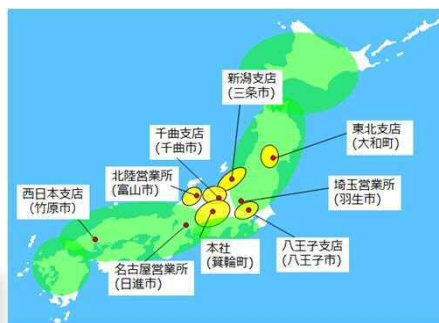 新潟支店
(三条市)
千曲支店
(千曲市)
東北支店
(大和町)
北陸営業所
(富山市)
埼玉営業所
(羽生市)
西日本支店
(竹原市)
八王子支店
(八王子市)
本社
(箕輪町)
名古屋営業所
(日進市)